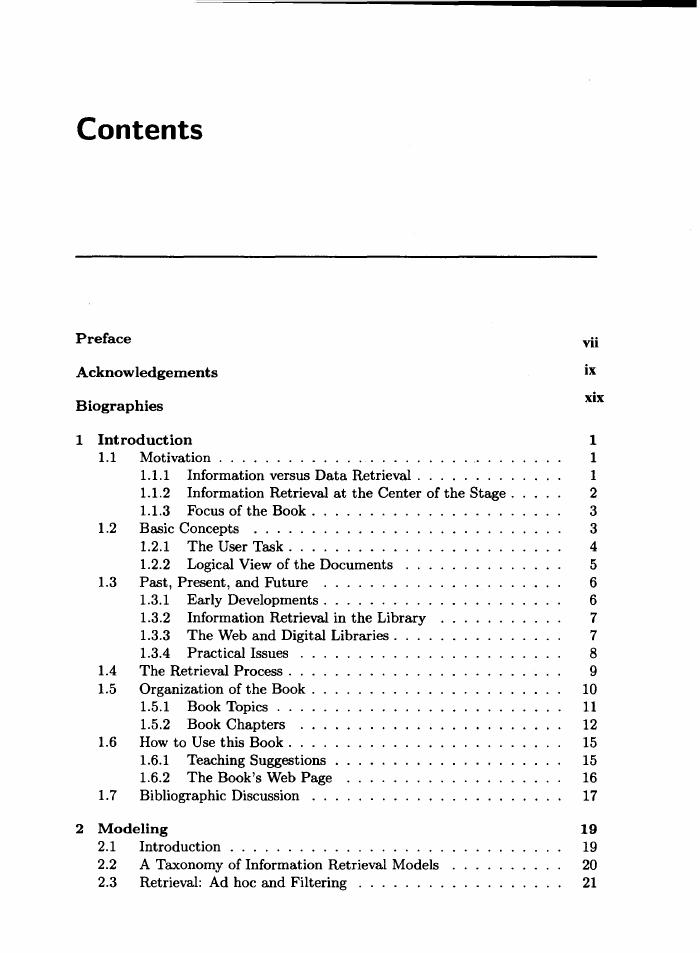 Contents
Preface vii
Acknowledgements ix
Biographies xix
1 Introduction 1
1.1 Motivation . . . . . . . . . . . . . . . . . . . . . . . . . . . . . . 1
1.1.1 Information versus Data Retrieval . . . . . . . . . . . . . 1
1.1.2 Information Retrieval at the Center of the Stage . . . . . 2
1.1.3 Focus of the Book . . . . . . . . . . . . . . . . . . . . . . 3
1.2 Basic Concepts . . . . . . . . . . . . . . . . . . . . . . . . . . . 3
1.2.1 The User Task . . . . . . . . . . . . . . . . . . . . . . . . 4
1.2.2 Logical View of the Documents . . . . . . . . . . . . . . 5
1.3 Past, Present, and Future . . . . . . . . . . . . . . . . . . . . . 6
1.3.1 Early Developments . . . . . . . . . . . . . . . . . . . . . 6
1.3.2 Information Retrieval in the Library . . . . . . . . . . . 7
1.3.3 The Web and Digital Libraries . . . . . . . . . . . . . . . 7
1.3.4 Practical Issues . . . . . . . . . . . . . . . . . . . . . . . 8
1.4 The Retrieval Process . . . . . . . . . . . . . . . . . . . . . . . . 9
1.5 Organization of the Book . . . . . . . . . . . . . . . . . . . . . . 10
1.5.1 Book Topics . . . . . . . . . . . . . . . . . . . . . . . . . 11
1.5.2 Book Chapters . . . . . . . . . . . . . . . . . . . . . . . 12
1.6 How to Use this Book . . . . . . . . . . . . . . . . . . . . . . . . 15
1.6.1 Teaching Suggestions . . . . . . . . . . . . . . . . . . . . 15
1.6.2 The Book's Web Page . . . . . . . . . . . . . . . . . . . 16
1.7 Bibliographic Discussion . . . . . . . . . . . . . . . . . . . . . . 17
2 Modeling 19
2.1 Introduction . . . . . . . . . . . . . . . . . . . . . . . . . . . . . 19
2.2 A Taxonomy of Information Retrieval Models . . . . . . . . . . 20
2.3 Retrieval: Ad hoc and Filtering . . . . . . . . . . . . . . . . . . 21